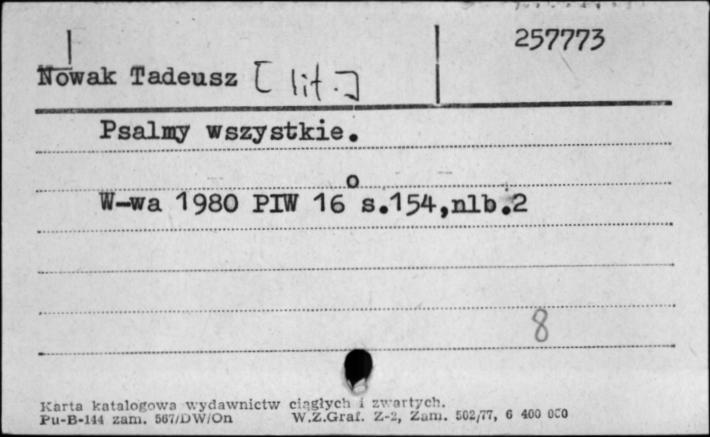 257773
Nowak Tadeusz [lit.]
Psalmy wszystkie.
W-wa 1980 PIW 16° s.154,nlb.2
8
Karta katalogowa wydawnictw ciągłych i zwartych.
Pu-B-144 zam. 567/DW/On W.Z.Graf. Z-2, Zam. 502/77, 6 400 000